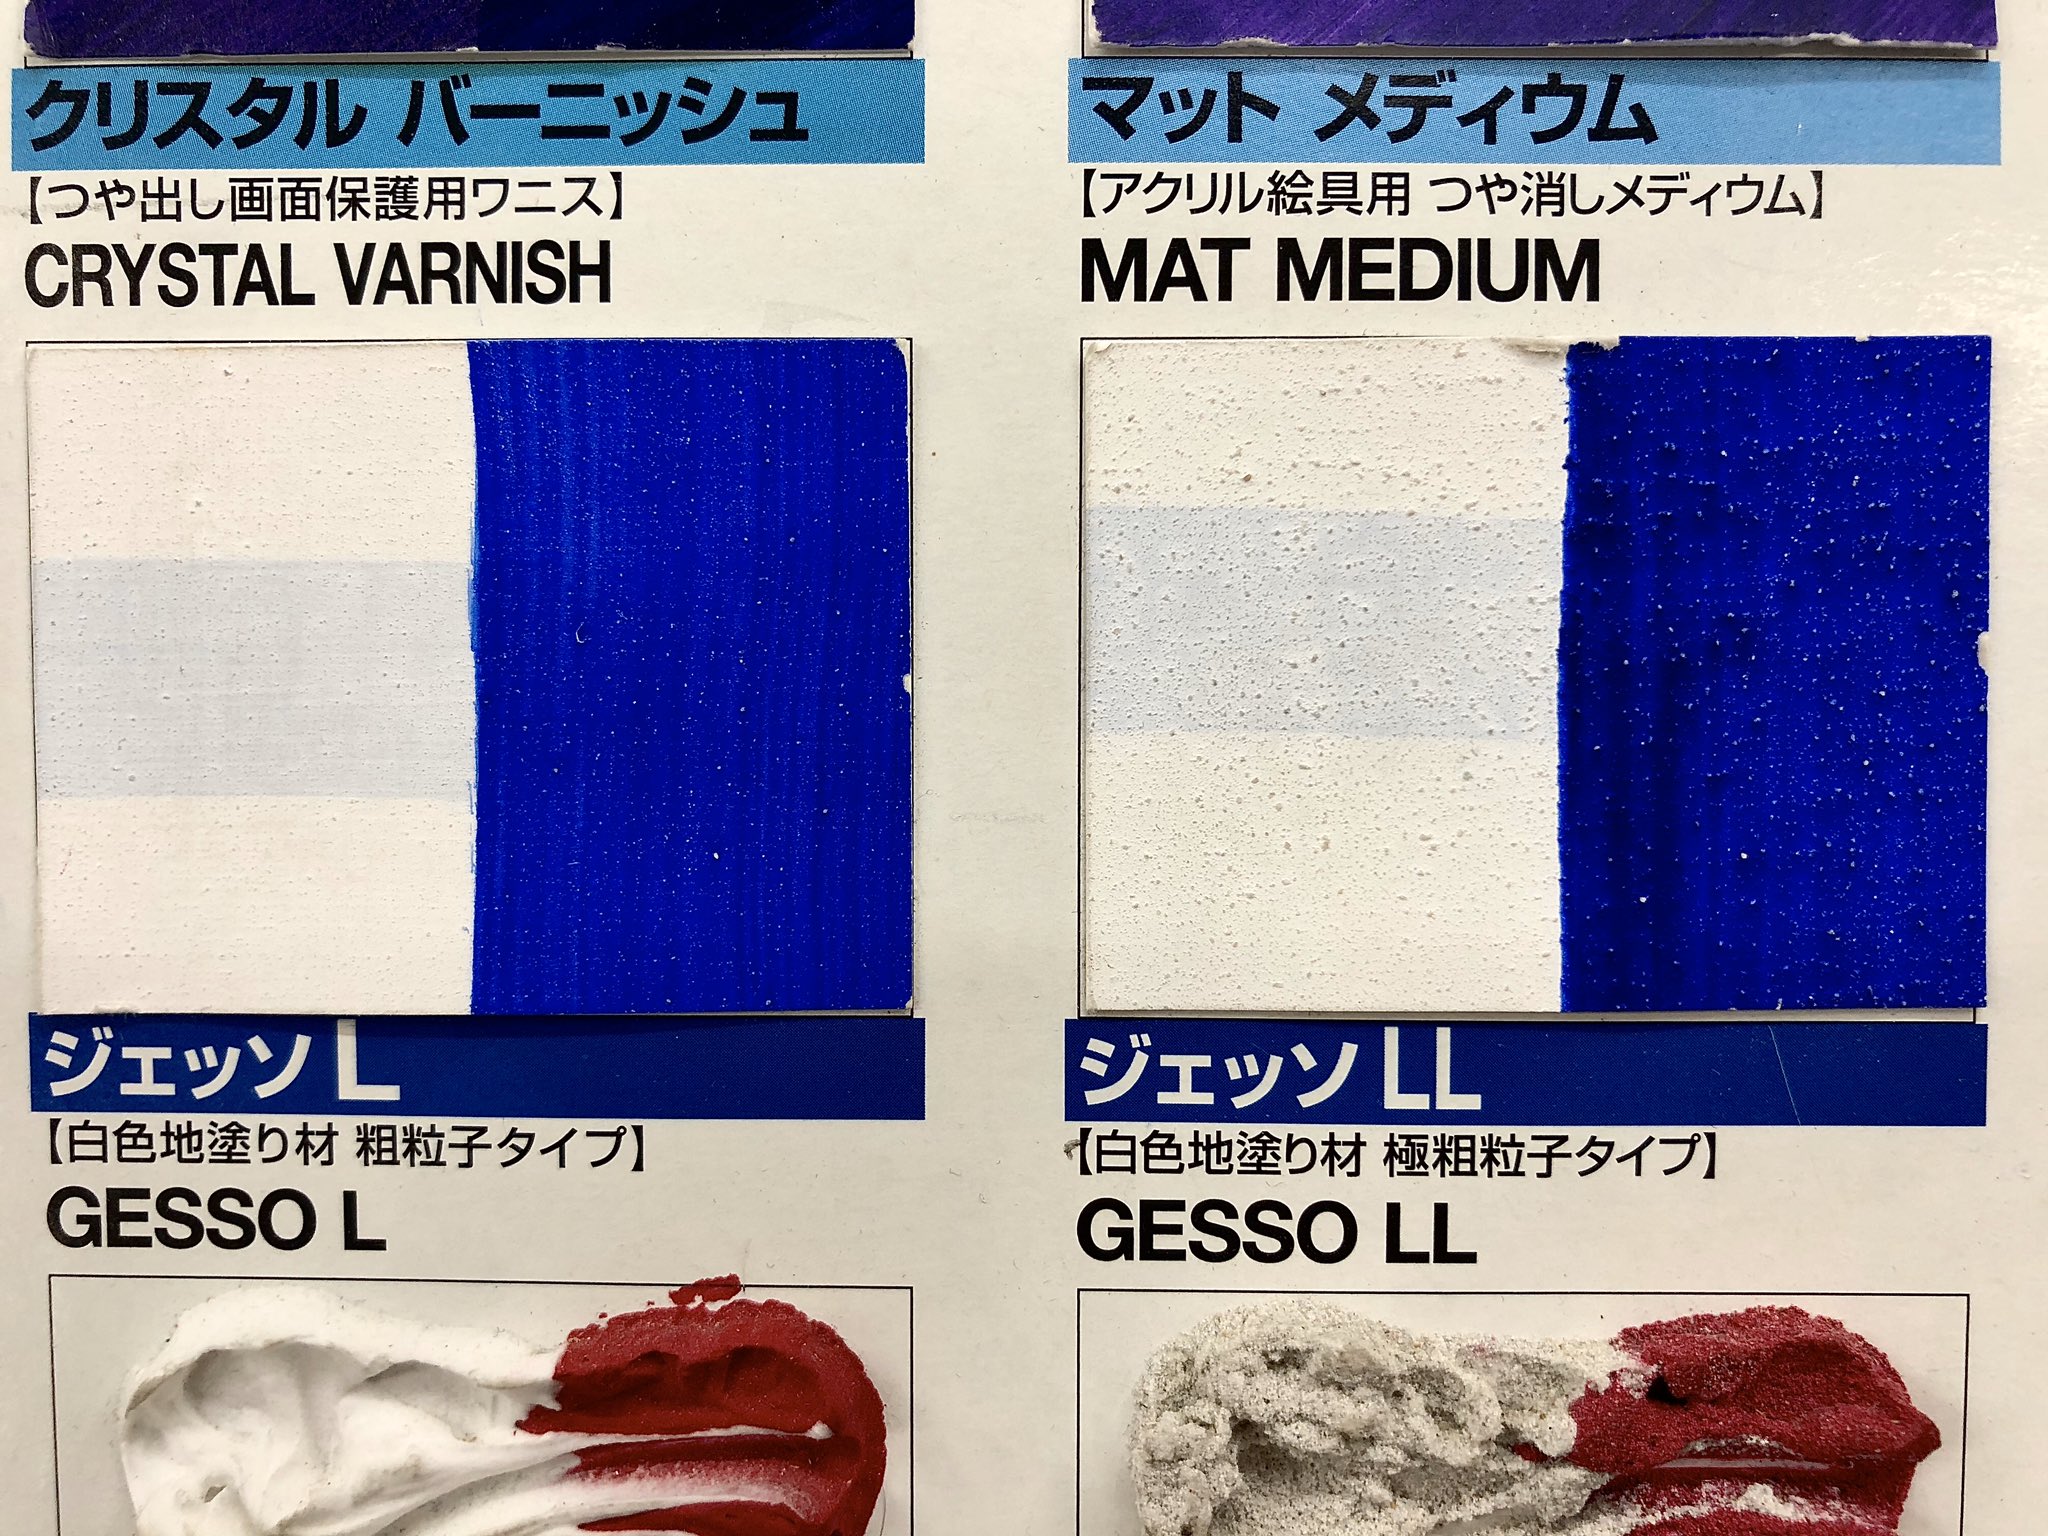 クリスタル バーニッシュ
【つや出し画面保護用ワニス】
CRYSTAL VARNISH
マット メディウム
【アクリル絵具用 つや消しメディウム】
MAT MEDIUM
ジェッソ L
【白色地塗り材 粗粒子タイプ】
GESSO L
ジェッソ LL
【白色地塗り材 極粗粒子タイプ】
GESSO LL